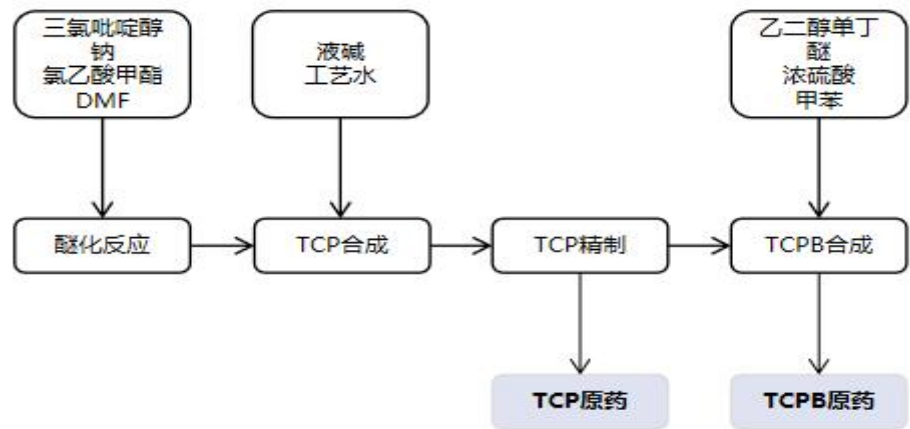 三氯吡啶醇
钠
氯乙酸甲酯
DMF
液碱
工艺水
乙二醇单丁
醚
浓硫酸
甲苯
醚化反应
TCP合成
TCP精制
TCPB合成
TCP原药
TCPB原药